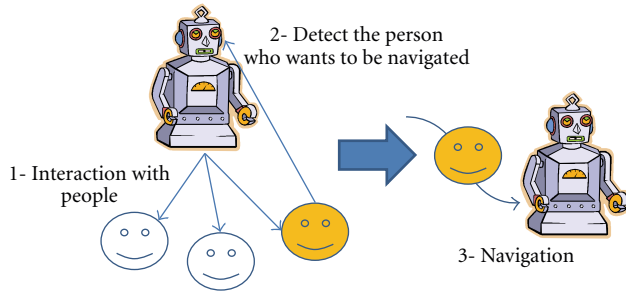 2- Detect the person
who wants to be navigated
1- Interaction with
people
3- Navigation